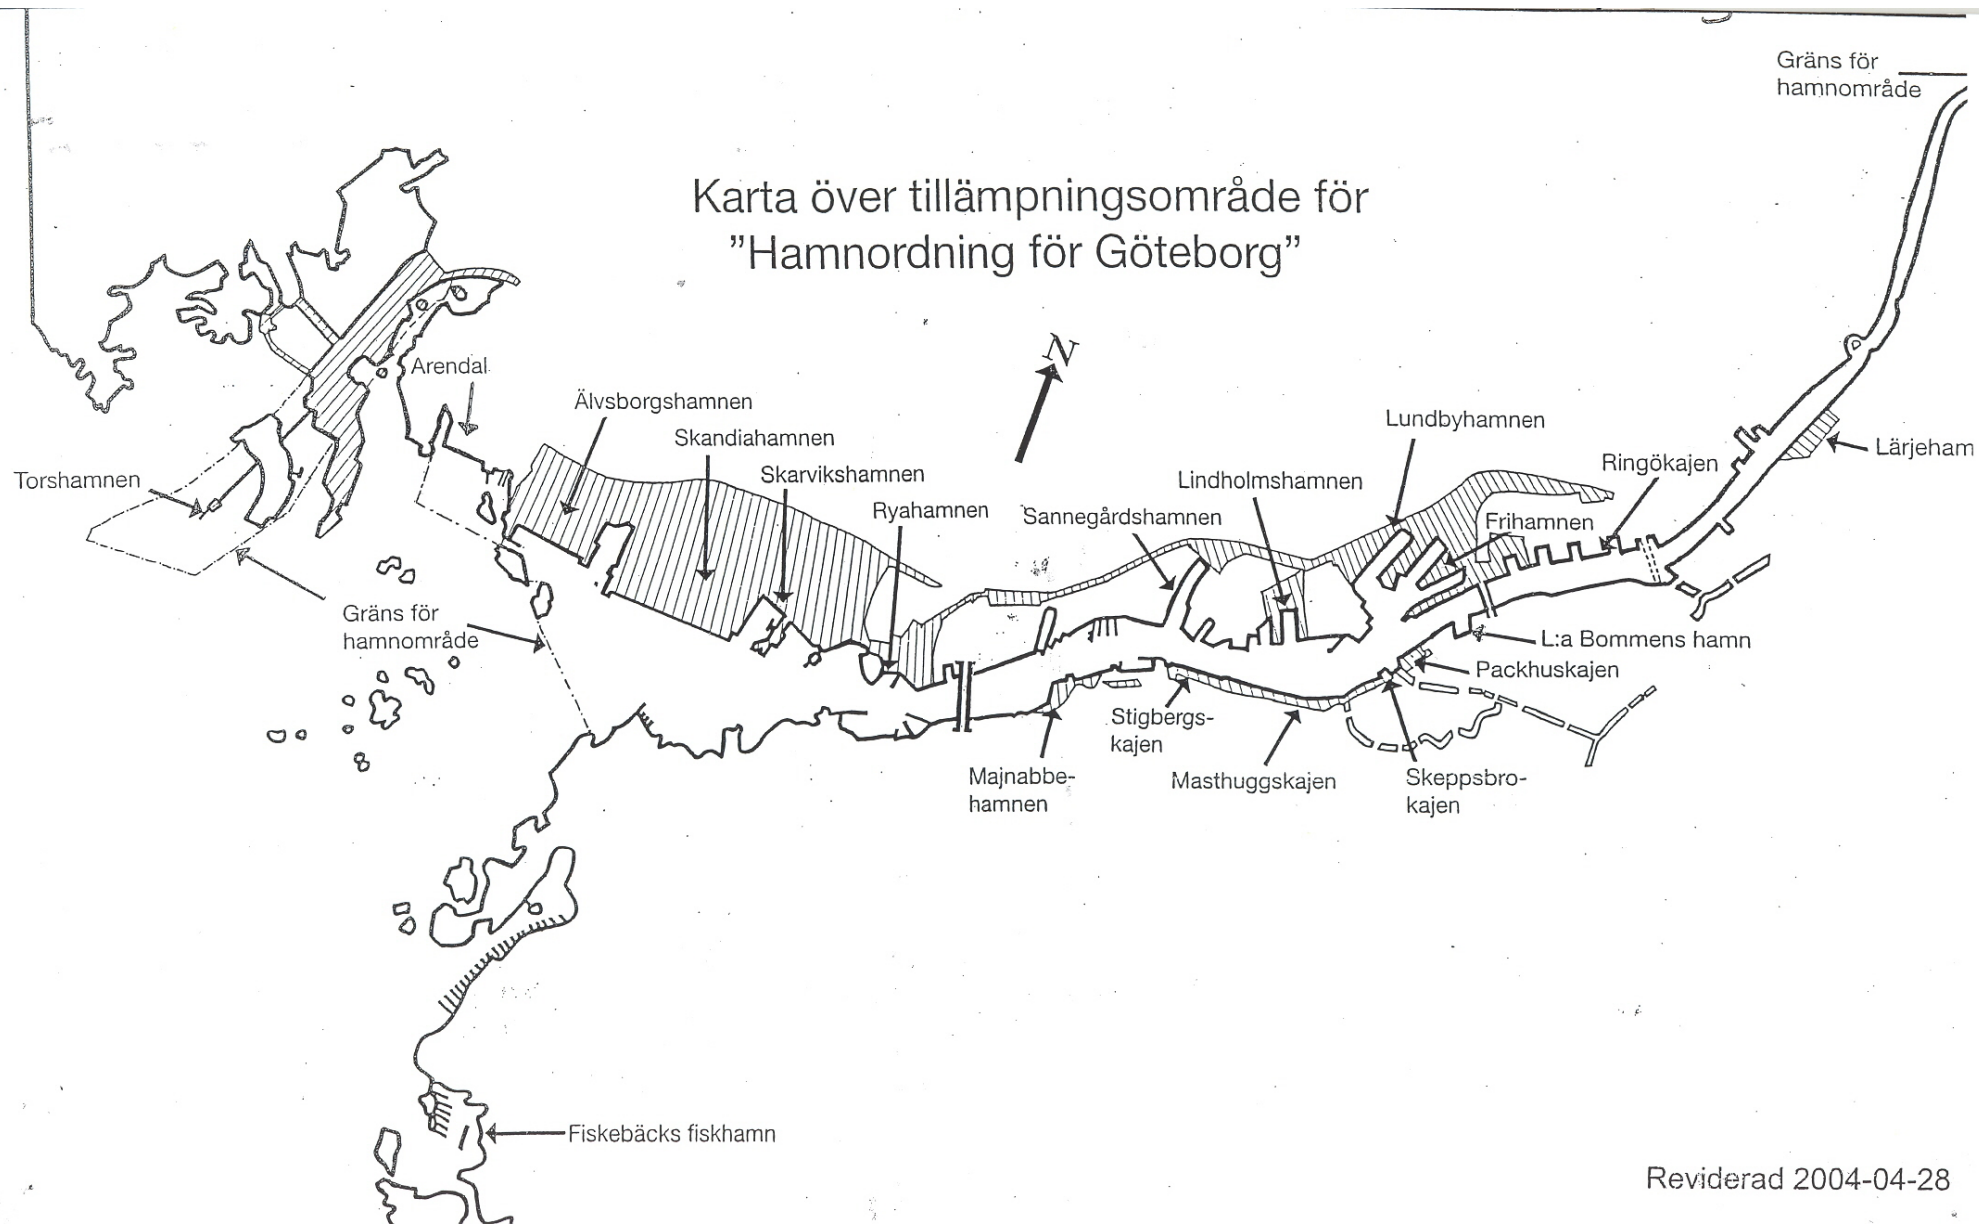 Gräns för
hamnområde
Karta över tillämpningsområde för
”Hamnordning för Göteborg”
N
Arendal
Älvsborgshamnen
Skandiahamnen
Skarvikshamnen
Ryahamnen
Torshamnen
Lundbyhamnen
Lindholmshamnen
Sannegårdshamnen
Ringökajen
Frihamnen
Lärjeham
Gräns för
hamnområde
L:a Bommens hamn
Packhuskajen
Stigbergs-
kajen
Majnabbe-
hamnen
Masthuggskajen
Skeppsbro-
kajen
Fiskebäcks fiskhamn
Reviderad 2004-04-28